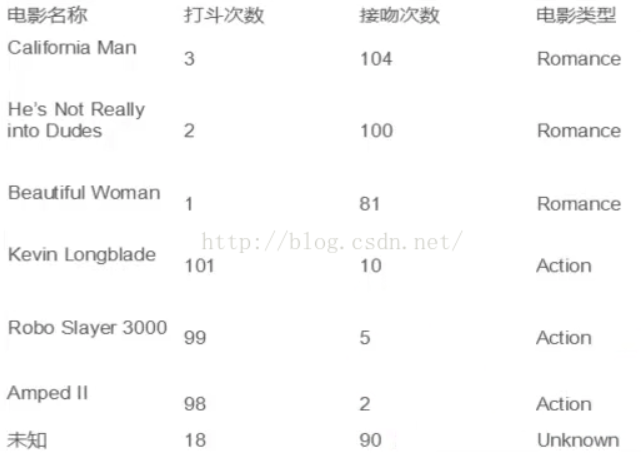 电影名称 打斗次数 接吻次数 电影类型
California Man 3 104 Romance
He's Not Really
into Dudes 2 100 Romance
Beautiful Woman 1 81 Romance
http://blog.csdn.net/
Kevin Longblade 101 10 Action
Robo Slayer 3000 99 5 Action
Amped II 98 2 Action
未知 18 90 Unknown